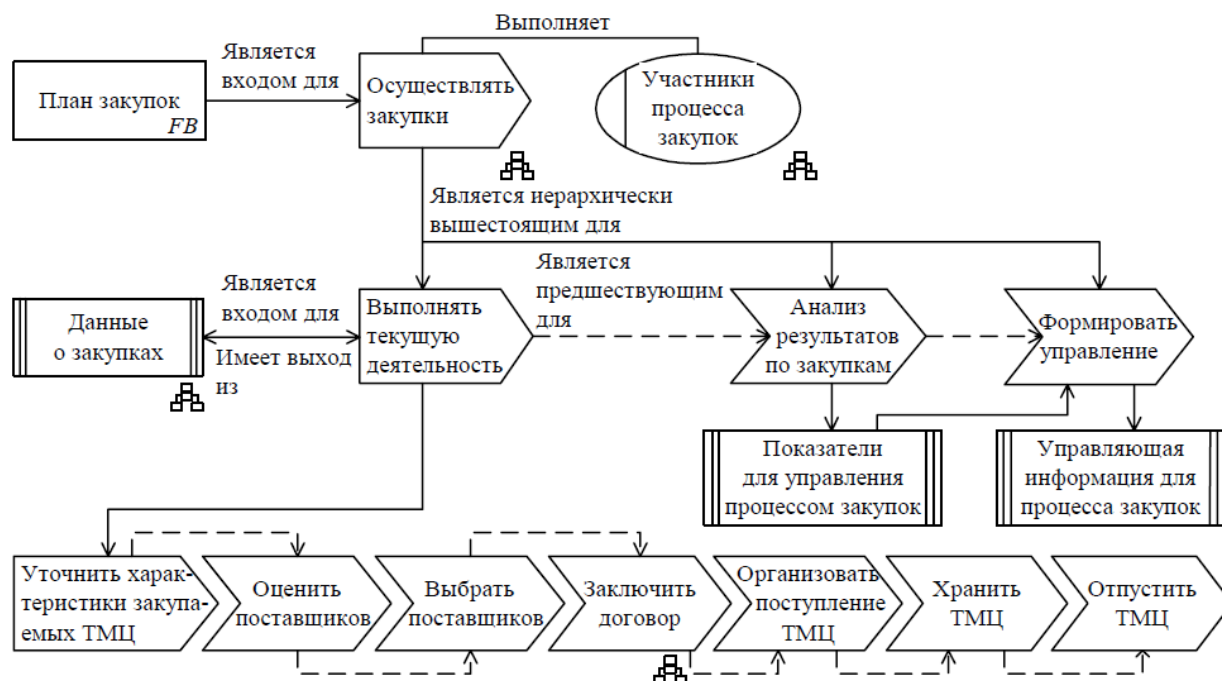 Выполняет
Является
входом для
План закупок
FB
Осуществлять
закупки
Участники
процесса
закупок
Является иерархически
вышестоящим для
Является
входом для
Данные
о закупках
Имеет выход
из
Выполнять
текущую
деятельность
Является
предшествующим
для
Анализ
результатов
по закупкам
Формировать
управление
Показатели
для управления
процессом закупок
Управляющая
информация для
процесса закупок
Уточнить харак-
теристики закупа-
емых ТМЦ
Оценить
поставщиков
Выбрать
поставщиков
Заключить
договор
Организовать
поступление
ТМЦ
Хранить
ТМЦ
Отпустить
ТМЦ